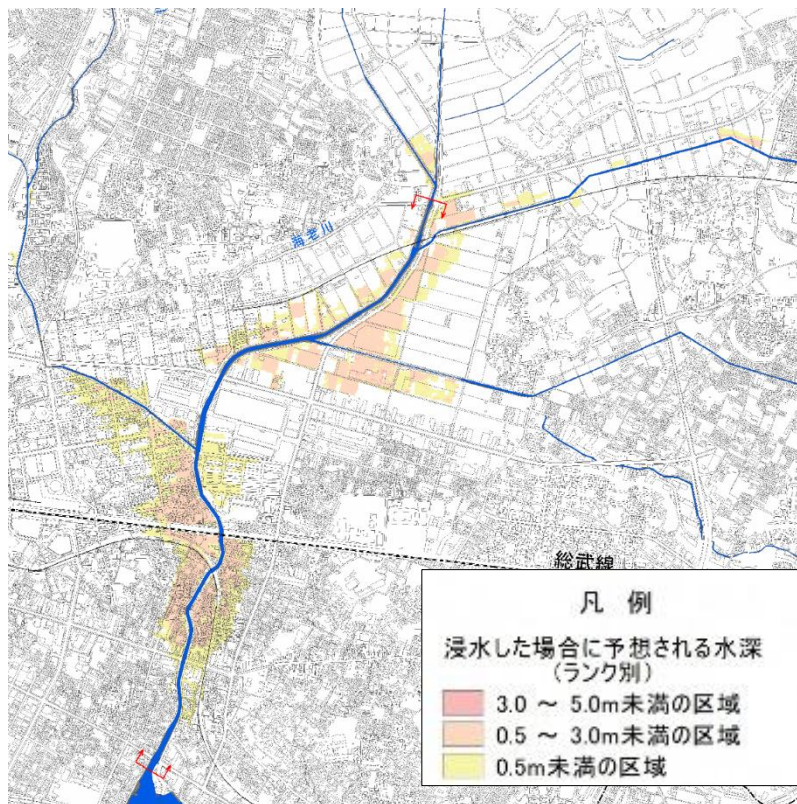 海老川
総武線
凡 例
浸水した場合に予想される水深
(ランク別)
3.0 ～ 5.0m未満の区域
0.5 ～ 3.0m未満の区域
0.5m未満の区域